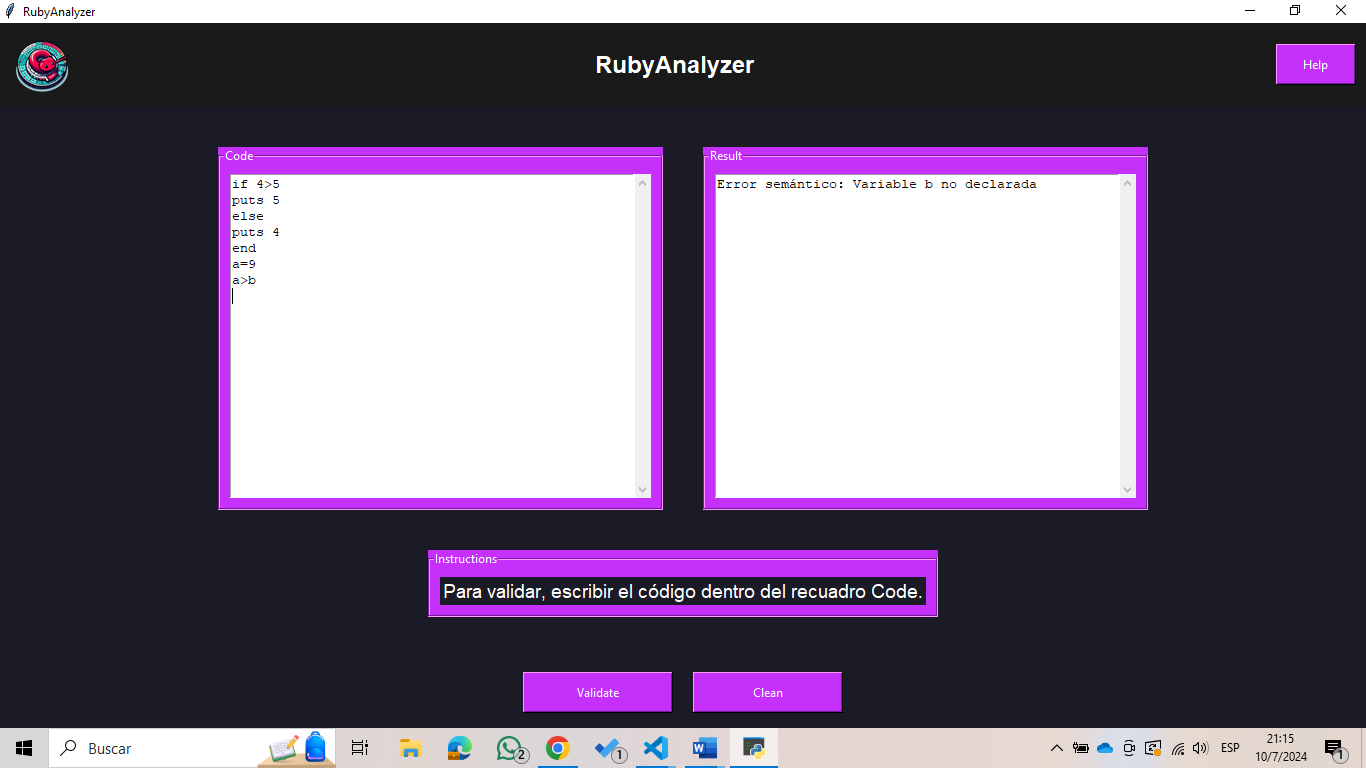 RubyAnalyzer
RubyAnalyzer
Help
Code
if 4>5
puts 5
else
puts 4
end
a=9
a>b
Result
Error semántico: Variable b no declarada
Instructions
Para validar, escribir el código dentro del recuadro Code.
Validate
Clean
Buscar
2
1
ESP
21:15
10/7/2024
1